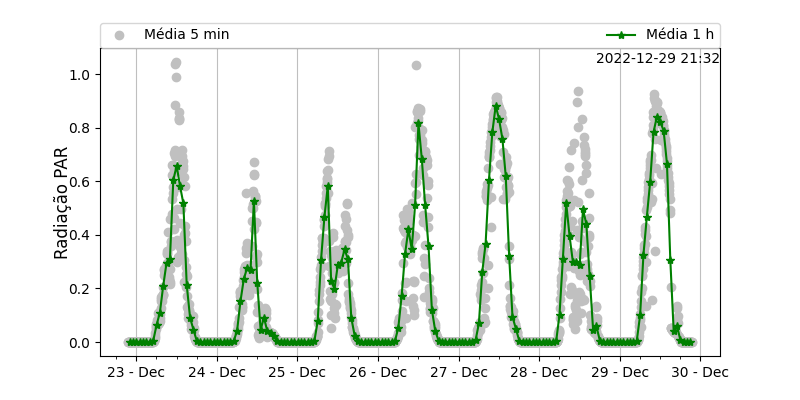 Média 5 min
Média 1 h
2022-12-29 21:32
Radiação PAR
1.0
0.8
0.6
0.4
0.2
0.0
23 - Dec
24 - Dec
25 - Dec
26 - Dec
27 - Dec
28 - Dec
29 - Dec
30 - Dec